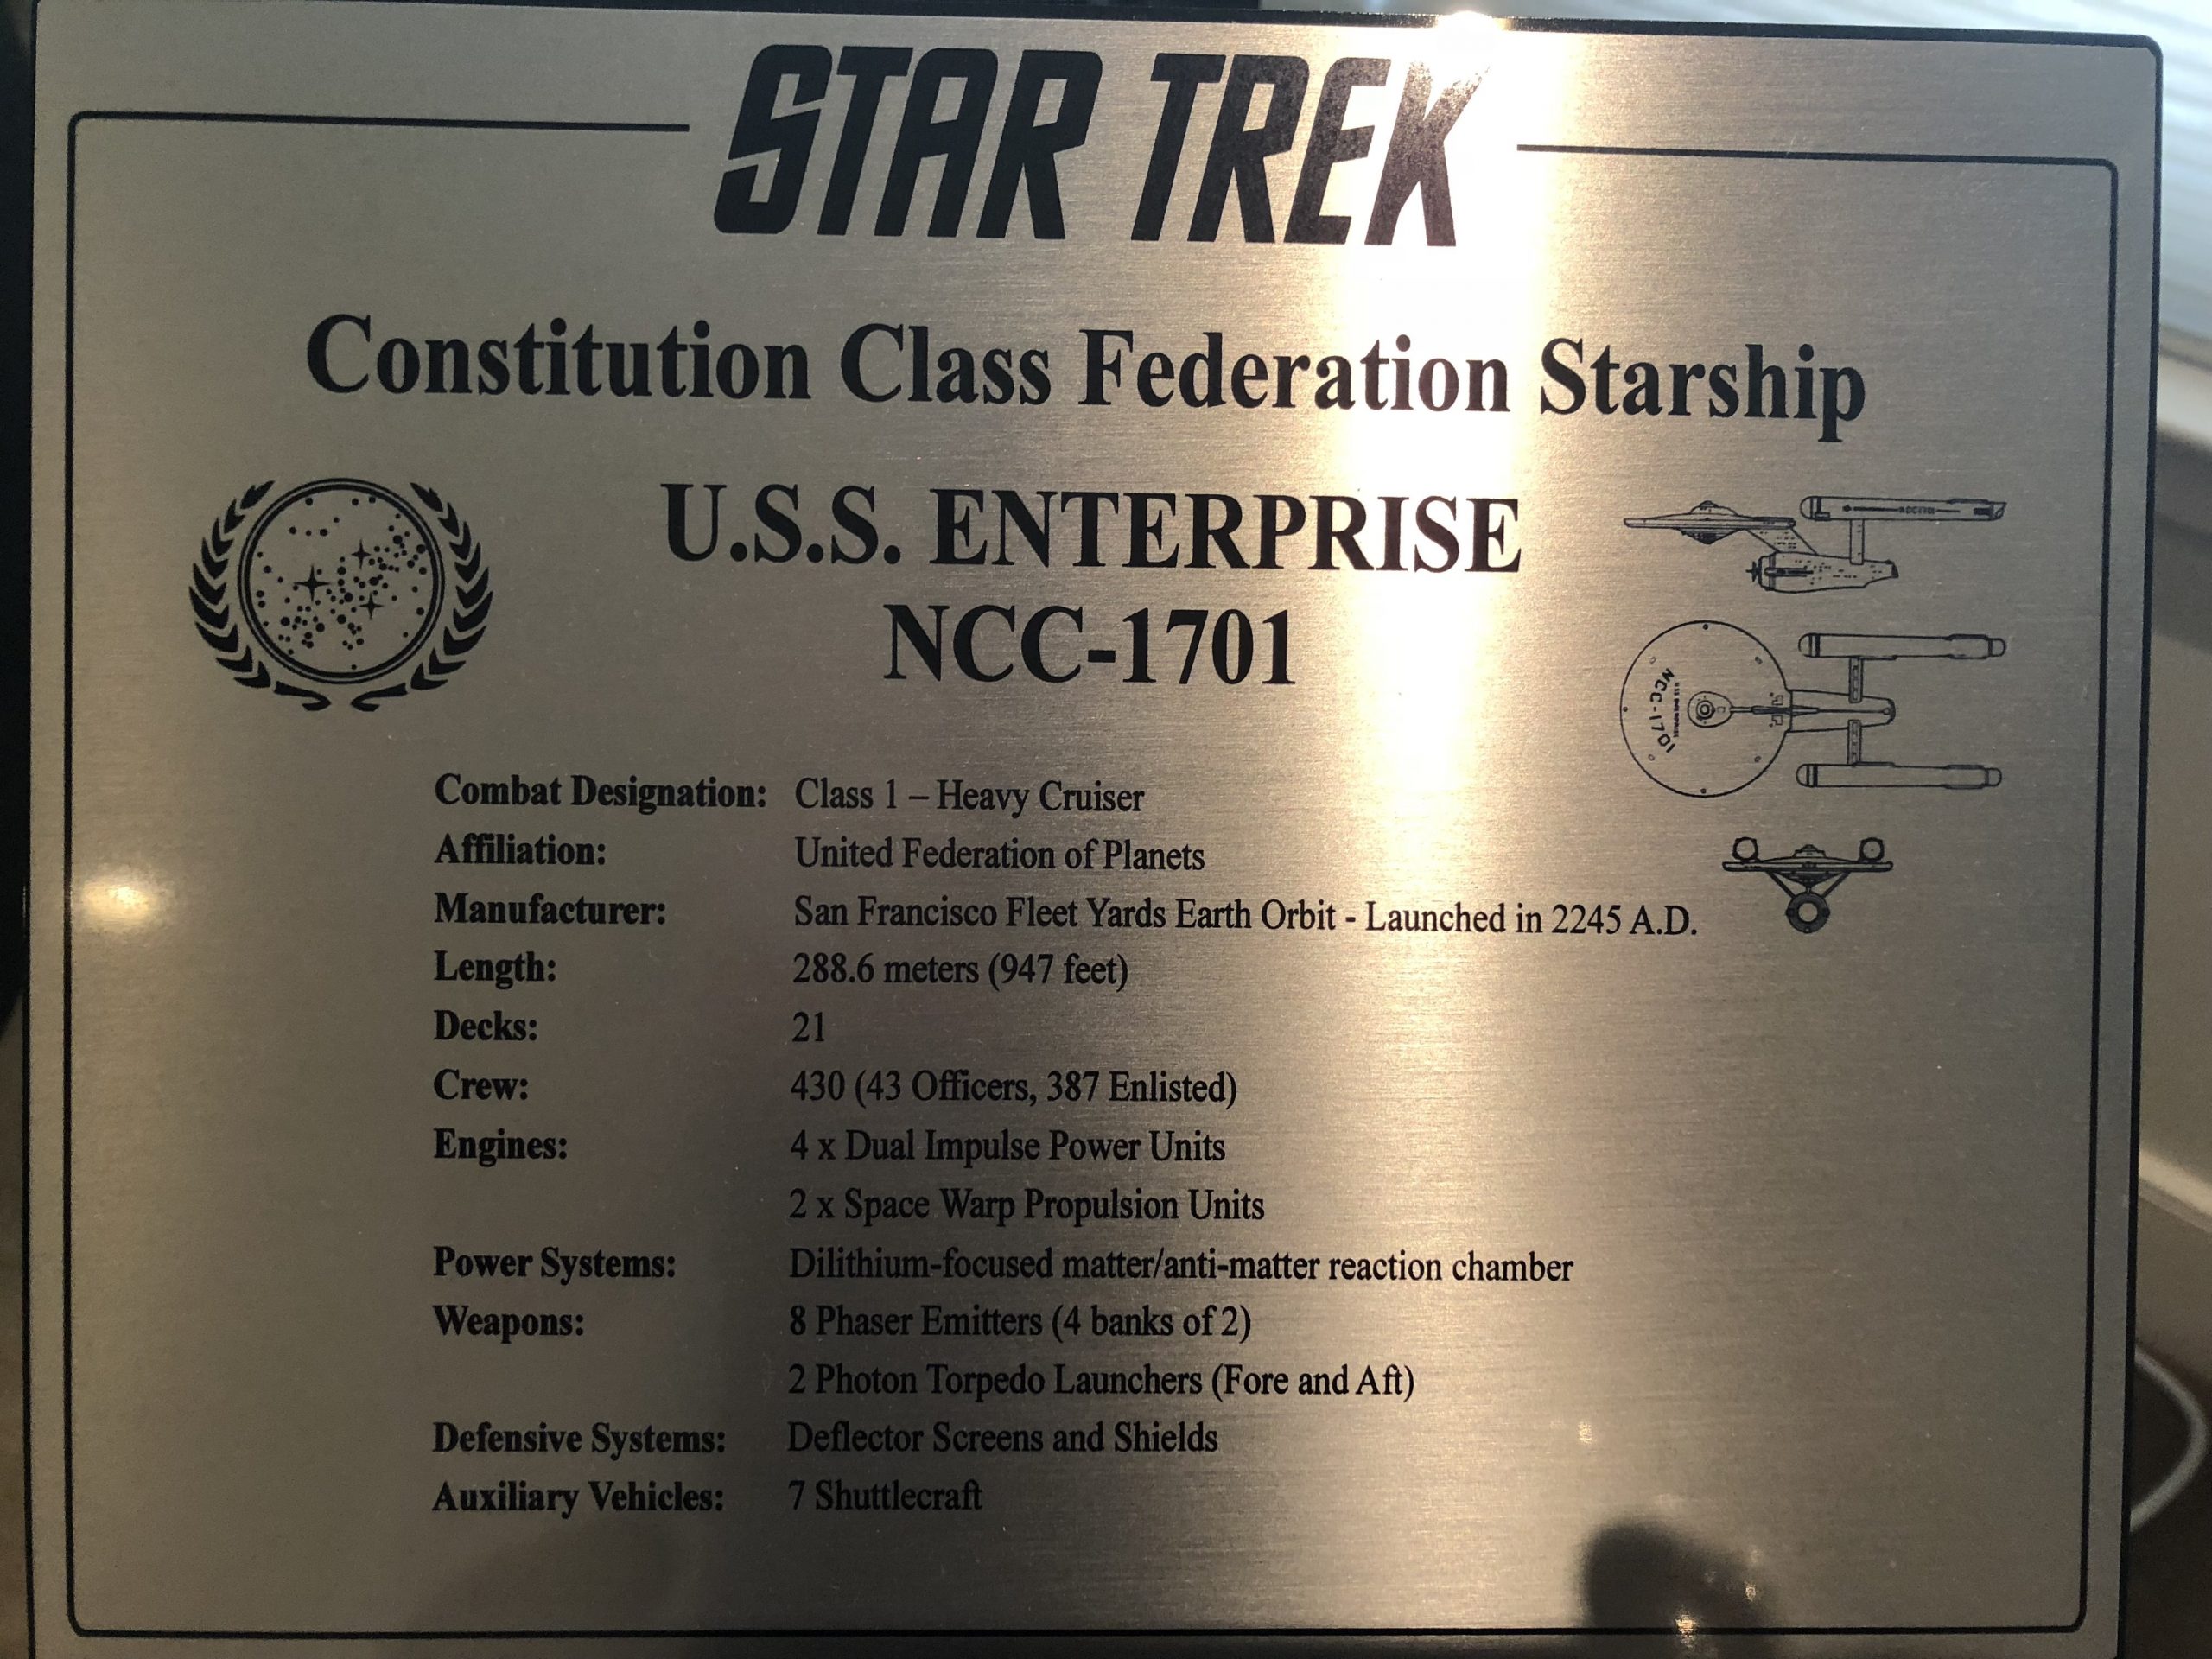 STAR TREK
Constitution Class Federation Starship
U.S.S. ENTERPRISE
NCC-1701
NCC-1701
Combat Designation: Class 1 – Heavy Cruiser
Affiliation: United Federation of Planets
Manufacturer: San Francisco Fleet Yards Earth Orbit - Launched in 2245 A.D.
Length: 288.6 meters (947 feet)
Decks: 21
Crew: 430 (43 Officers, 387 Enlisted)
Engines: 4 x Dual Impulse Power Units
2 x Space Warp Propulsion Units
Power Systems: Dilithium-focused matter/anti-matter reaction chamber
Weapons: 8 Phaser Emitters (4 banks of 2)
2 Photon Torpedo Launchers (Fore and Aft)
Defensive Systems: Deflector Screens and Shields
Auxiliary Vehicles: 7 Shuttlecraft